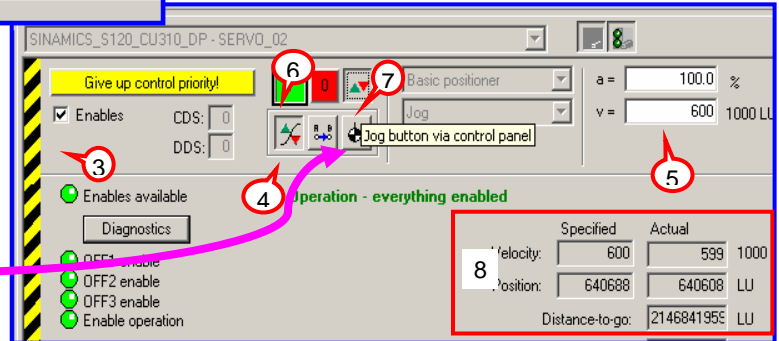 SINAMICS_S120_CU310_DP - SERVO_02
Give up control priority!
6
0
7
Basic positioner
a = 100.0 %
Enables
CDS: 0
Jog
v = 600 1000 LU
DDS: 0
Jog button via control panel
3
4
5
Enables available
Operation - everything enabled
Diagnostics
Specified Actual
8
Velocity: 600 599 1000
OFF1 enable
OFF2 enable
Position: 640688 640608 LU
OFF3 enable
Enable operation
Distance-to-go: 2146841959 LU